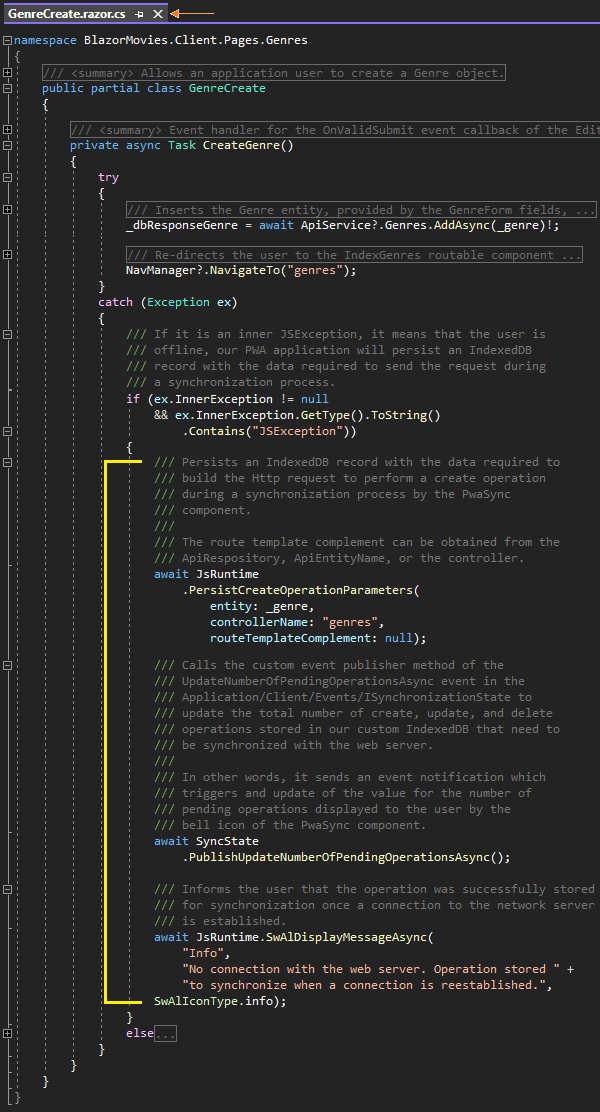 GenreCreate.razor.cs
namespace BlazorMovies.Client.Pages.Genres
{
/// <summary> Allows an application user to create a Genre object.
public partial class GenreCreate
{
/// <summary> Event handler for the OnValidSubmit event callback of the Edit
private async Task CreateGenre()
{
try
{
/// Inserts the Genre entity, provided by the GenreForm fields, ...
_dbResponseGenre = await ApiService?.Genres.AddAsync(_genre)!;
/// Re-directs the user to the IndexGenres routable component ...
NavManager?.NavigateTo("genres");
}
catch (Exception ex)
{
/// If it is an inner JSException, it means that the user is
/// offline, our PWA application will persist an IndexedDB
/// record with the data required to send the request during
/// a synchronization process.
if (ex.InnerException != null
&& ex.InnerException.GetType().ToString()
.Contains("JSException"))
{
/// Persists an IndexedDB record with the data required to
/// build the Http request to perform a create operation
/// during a synchronization process by the PwaSync
/// component.
///
/// The route template complement can be obtained from the
/// ApiRespository, ApiEntityName, or the controller.
await JsRuntime
.PersistCreateOperationParameters(
entity: _genre,
controllerName: "genres",
routeTemplateComplement: null);
/// Calls the custom event publisher method of the
/// UpdateNumberOfPendingOperationsAsync event in the
/// Application/Client/Events/ISynchronizationState to
/// update the total number of create, update, and delete
/// operations stored in our custom IndexedDB that need to
/// be synchronized with the web server.
///
/// In other words, it sends an event notification which
/// triggers and update of the value for the number of
/// pending operations displayed to the user by the
/// bell icon of the PwaSync component.
await SyncState
.PublishUpdateNumberOfPendingOperationsAsync();
/// Informs the user that the operation was successfully stored
/// for synchronization once a connection to the network server
/// is established.
await JsRuntime.SwAlDisplayMessageAsync(
"Info",
"No connection with the web server. Operation stored " +
"to synchronize when a connection is reestablished.",
SwAlIconType.info);
}
else...
}
}
}
}